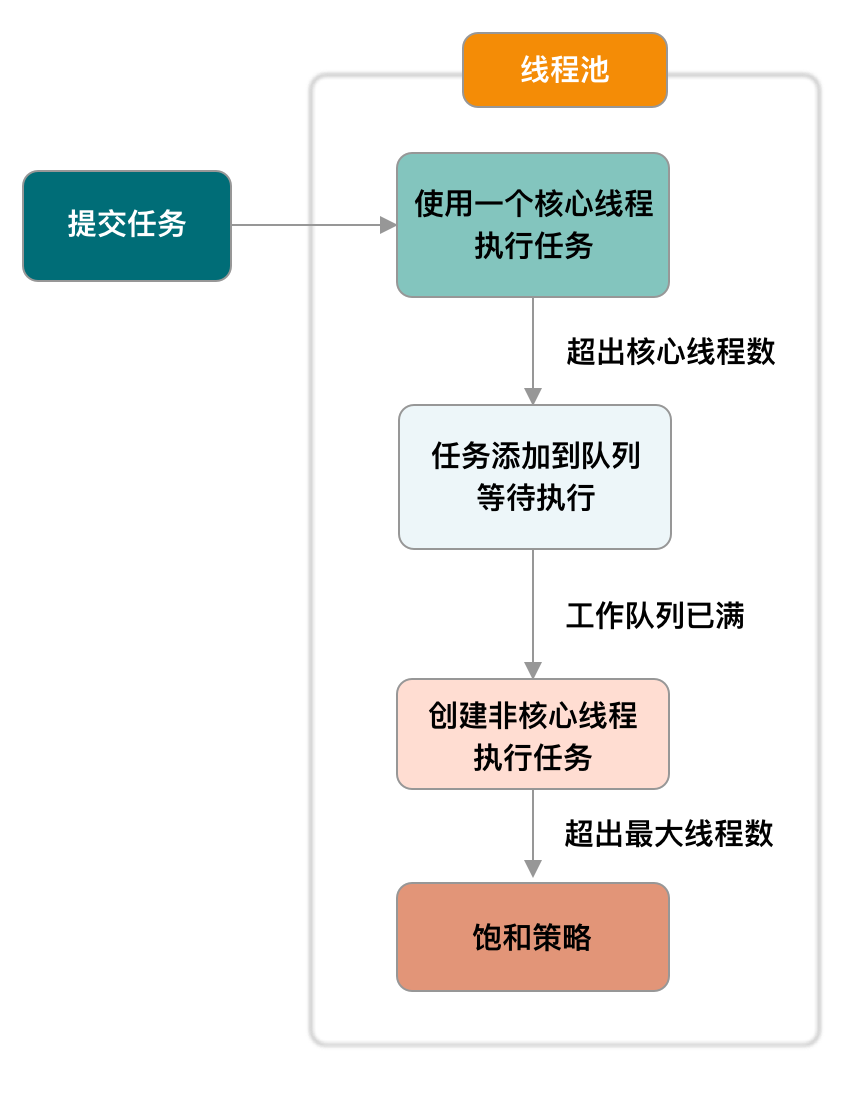 线程池
提交任务
使用一个核心线程
执行任务
超出核心线程数
任务添加到队列
等待执行
工作队列已满
创建非核心线程
执行任务
超出最大线程数
饱和策略